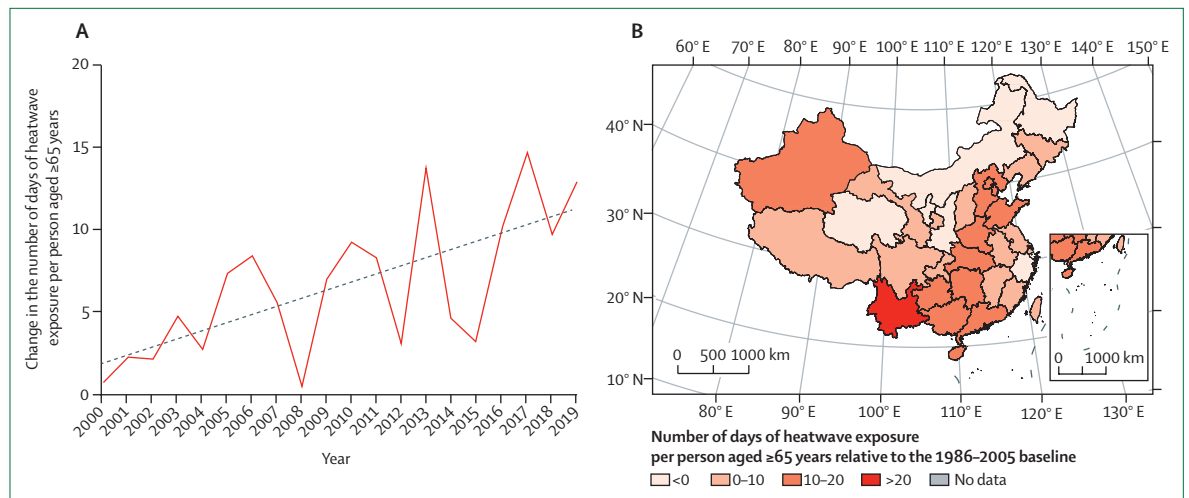 A
Change in the number of days of heatwave
exposure per person aged ≥65 years
20
15
10
5
0
2000
2001
2002
2003
2004
2005
2006
2007
2008
2009
2010
2011
2012
2013
2014
2015
2016
2017
2018
2019
Year
B
60° E 70° E 80° E 90° E 100° E 110° E 120° E 130° E 140° E 150° E
40° N
30° N
20° N
10° N
0 500 1000 km
0 1000 km
80° E 90° E 100° E 110° E 120° E 130° E
Number of days of heatwave exposure
per person aged ≥65 years relative to the 1986–2005 baseline
<0 0–10 10–20 >20 No data